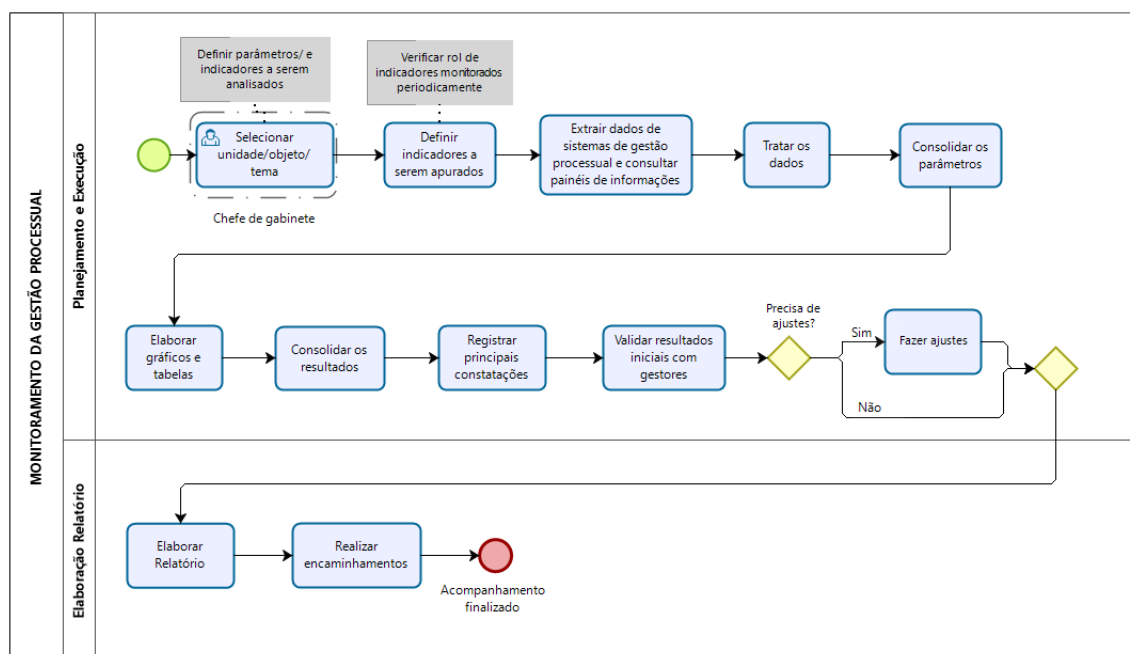 MONITORAMENTO DA GESTÃO PROCESSUAL
Planejamento e Execução
Definir parâmetros/ e
indicadores a serem
analisados
Verificar rol de
indicadores monitorados
periodicamente
Selecionar
unidade/objeto/
tema
Chefe de gabinete
Definir
indicadores a
serem apurados
Extrair dados de
sistemas de gestão
processual e consultar
painéis de informações
Tratar os
dados
Consolidar os
parâmetros
Elaborar
gráficos e
tabelas
Consolidar os
resultados
Registrar
principais
constatações
Validar resultados
iniciais com
gestores
Precisa de
ajustes?
Sim
Fazer ajustes
Não
Elaboração Relatório
Elaborar
Relatório
Realizar
encaminhamentos
Acompanhamento
finalizado